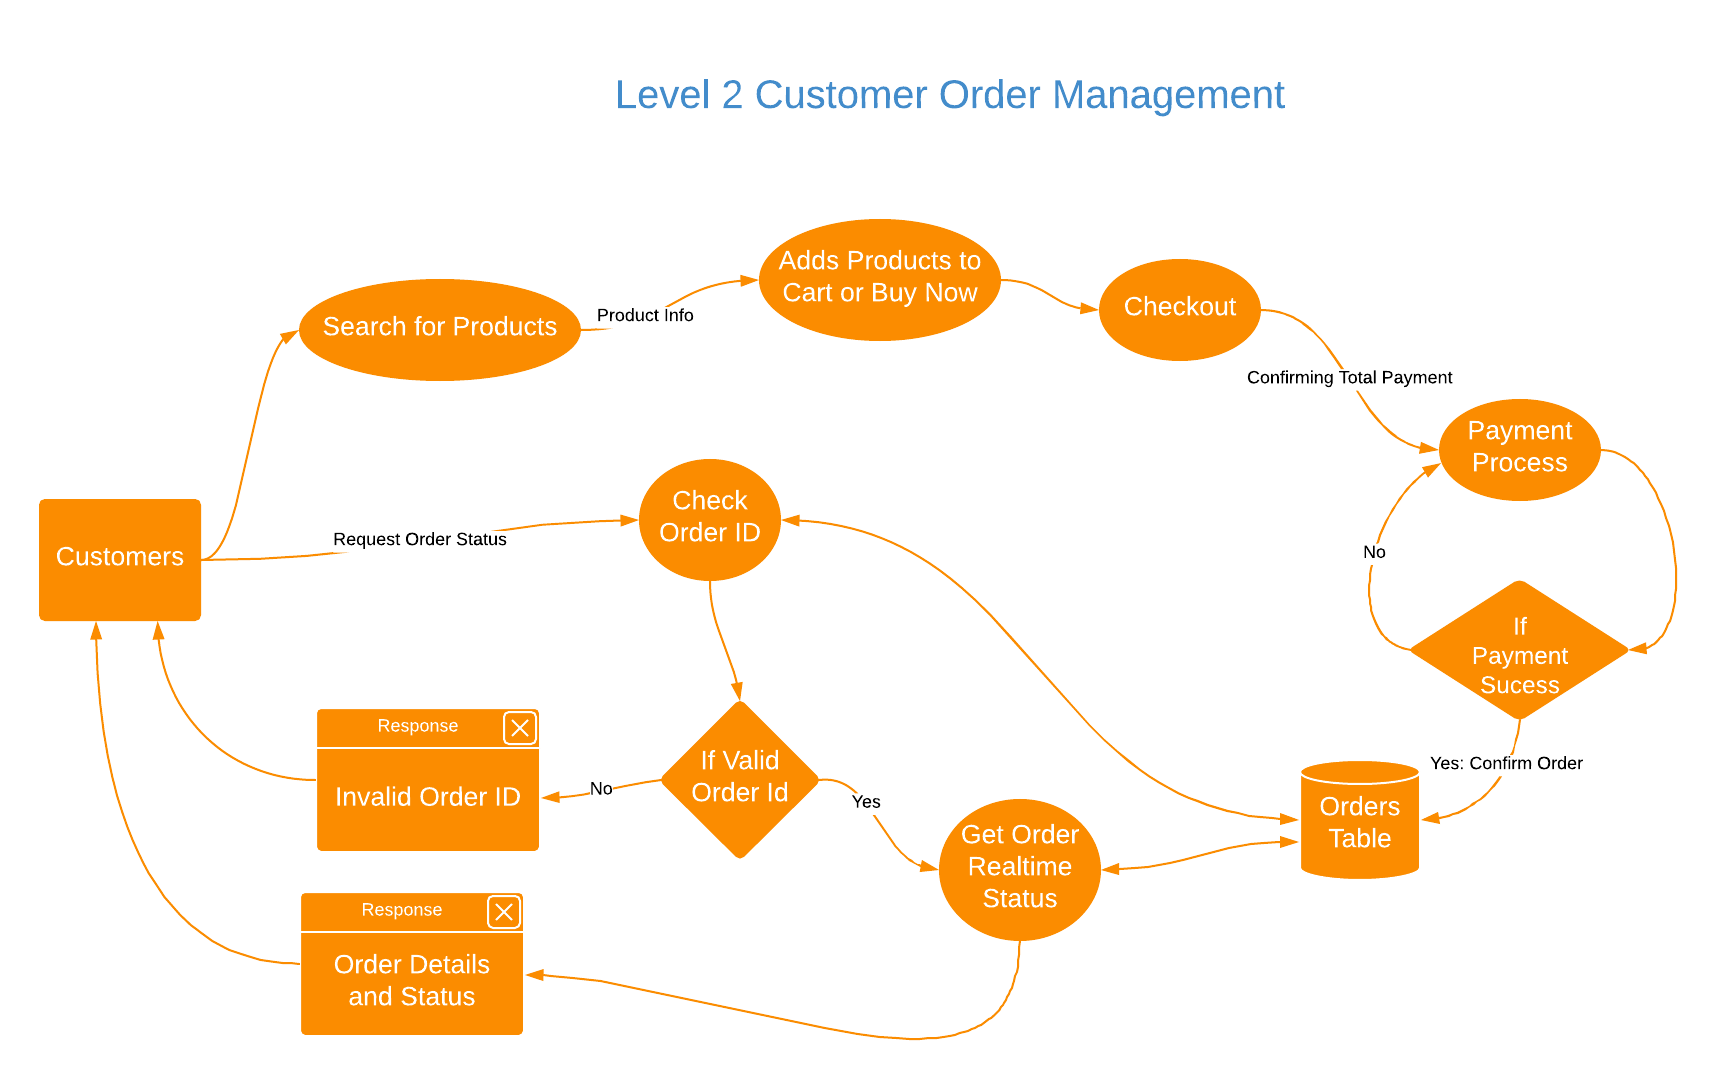 Level 2 Customer Order Management
Adds Products to
Cart or Buy Now
Checkout
Search for Products
Product Info
Confirming Total Payment
Payment
Process
Check
Order ID
Customers
Request Order Status
No
If
Payment
Sucess
Response
Invalid Order ID
No
If Valid
Order Id
Yes
Yes: Confirm Order
Orders
Table
Get Order
Realtime
Status
Response
Order Details
and Status